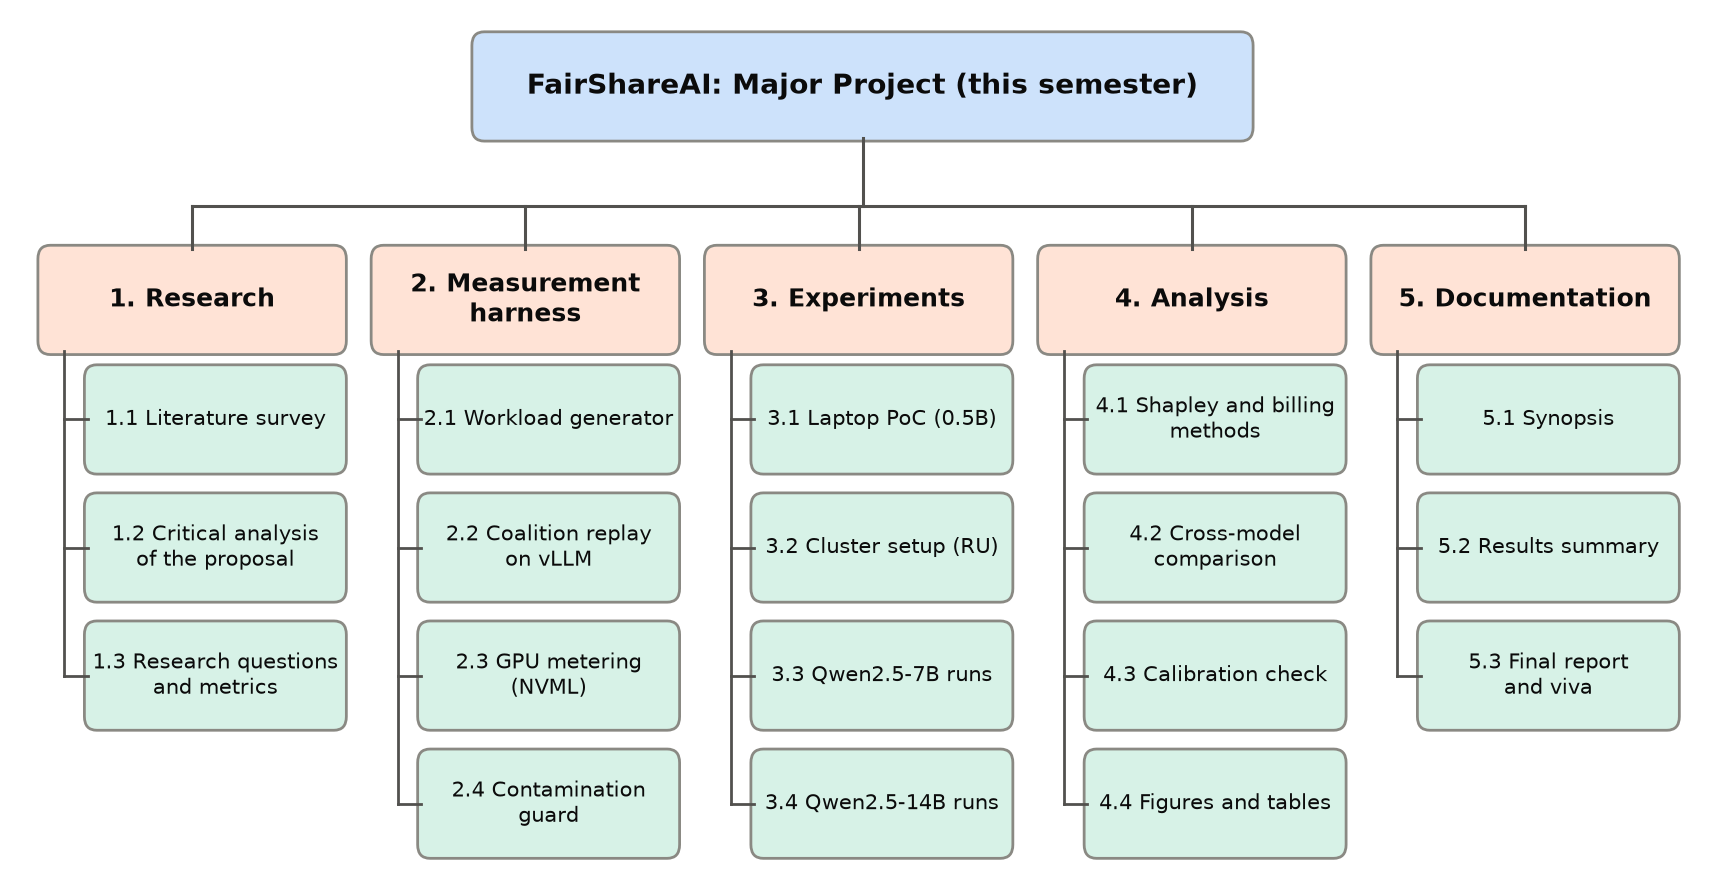 FairShareAI: Major Project (this semester)
1. Research
1.1 Literature survey
1.2 Critical analysis
of the proposal
1.3 Research questions
and metrics
2. Measurement
harness
2.1 Workload generator
2.2 Coalition replay
on vLLM
2.3 GPU metering
(NVML)
2.4 Contamination
guard
3. Experiments
3.1 Laptop PoC (0.5B)
3.2 Cluster setup (RU)
3.3 Qwen2.5-7B runs
3.4 Qwen2.5-14B runs
4. Analysis
4.1 Shapley and billing
methods
4.2 Cross-model
comparison
4.3 Calibration check
4.4 Figures and tables
5. Documentation
5.1 Synopsis
5.2 Results summary
5.3 Final report
and viva